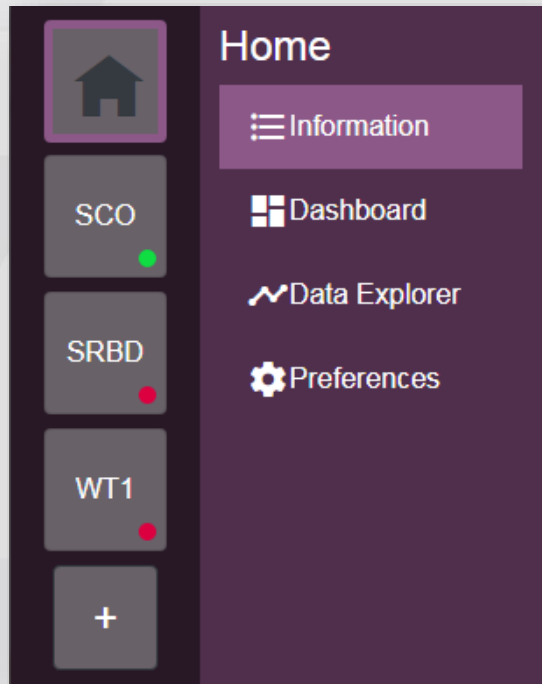 Home
Information
Dashboard
Data Explorer
Preferences
SCO
SRBD
WT1
+